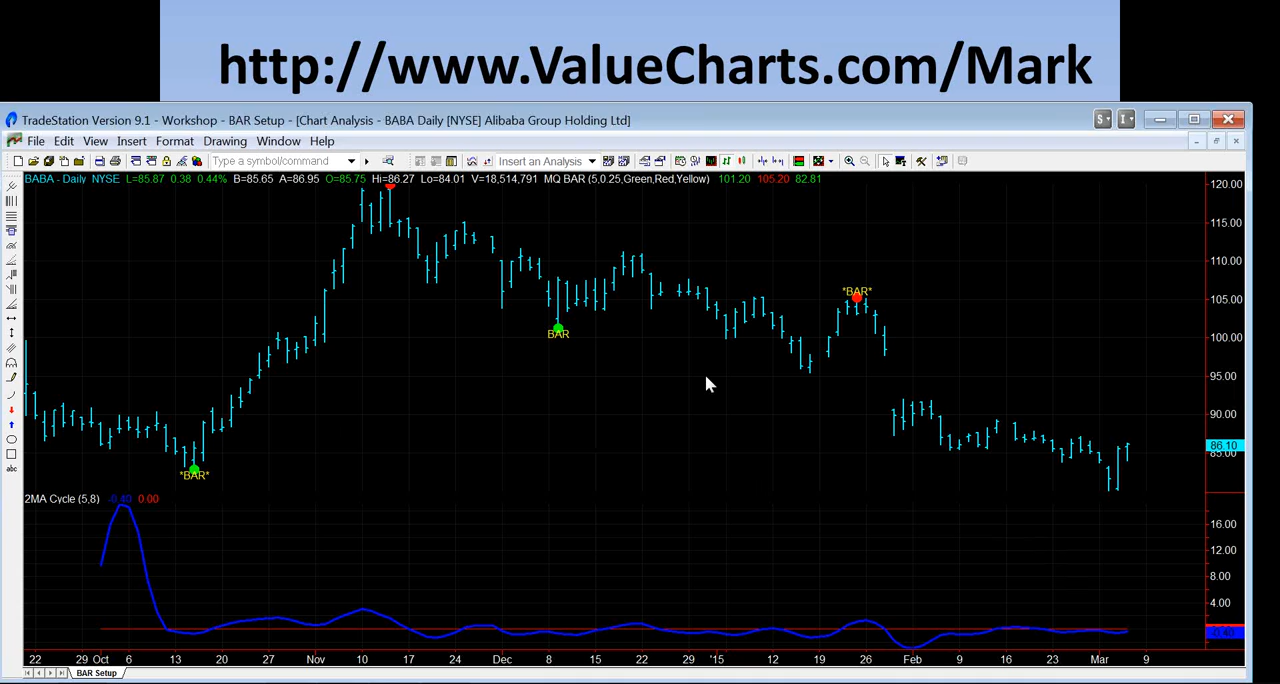 http://www.ValueCharts.com/Mark
TradeStation Version 9.1 - Workshop - BAR Setup - [Chart Analysis - BABA Daily [NYSE] Alibaba Group Holding Ltd]
S I
File Edit View Insert Format Drawing Window Help
Type a symbol/command Insert an Analysis
BABA - Daily NYSE L=85.87 0.38 0.44% B=85.65 A=86.95 O=85.75 Hi=86.27 Lo=84.01 V=18,514,791 MQ BAR (5,0.25,Green,Red,Yellow) 101.20 105.20 82.81
120.00
115.00
110.00
105.00
*BAR*
BAR
100.00
95.00
90.00
86.10
85.00
*BAR*
abc
2MA Cycle (5,8) -0.40 0.00
16.00
12.00
8.00
4.00
-0.40
22 29 Oct 6 13 20 27 Nov 10 17 24 Dec 8 15 22 29 '15 12 19 26 Feb 9 16 23 Mar 9
BAR Setup